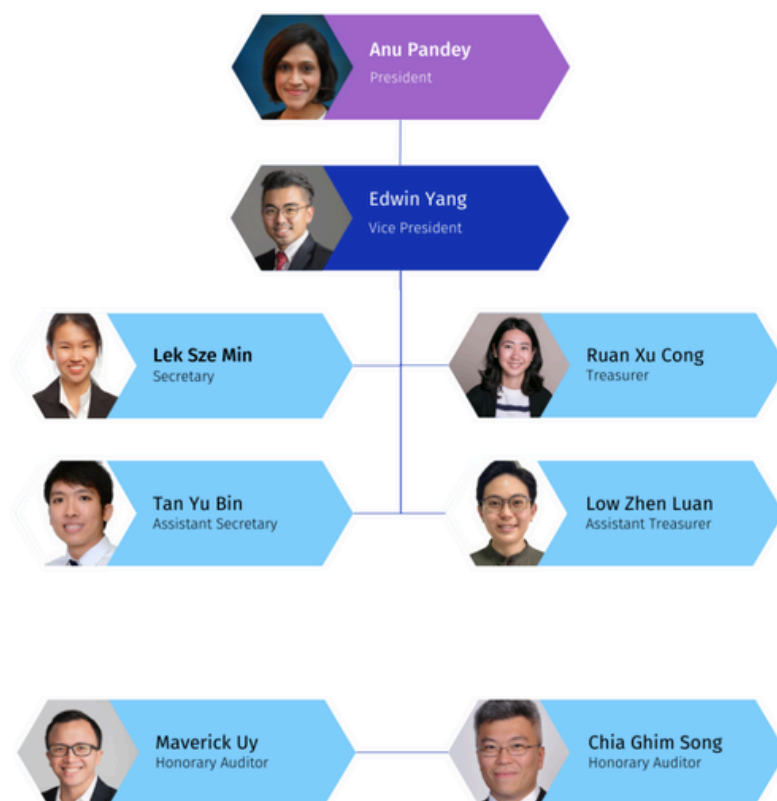 Anu Pandey
President
Edwin Yang
Vice President
Lek Sze Min
Secretary
Ruan Xu Cong
Treasurer
Tan Yu Bin
Assistant Secretary
Low Zhen Luan
Assistant Treasurer
Maverick Uy
Honorary Auditor
Chia Ghim Song
Honorary Auditor